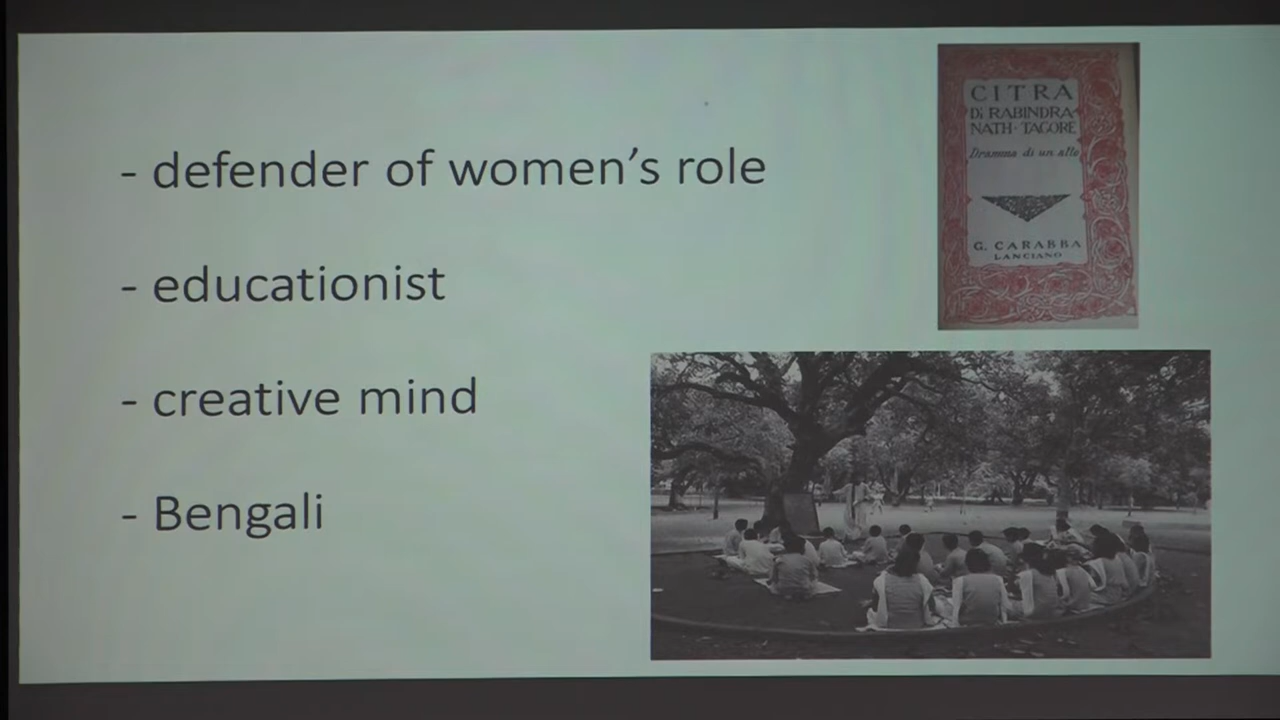 - defender of women's role
- educationist
- creative mind
- Bengali
CITRA
Di RABINDRA
NATH · TAGORE
Dramma di un atto
G. CARABBA
LANCIANO